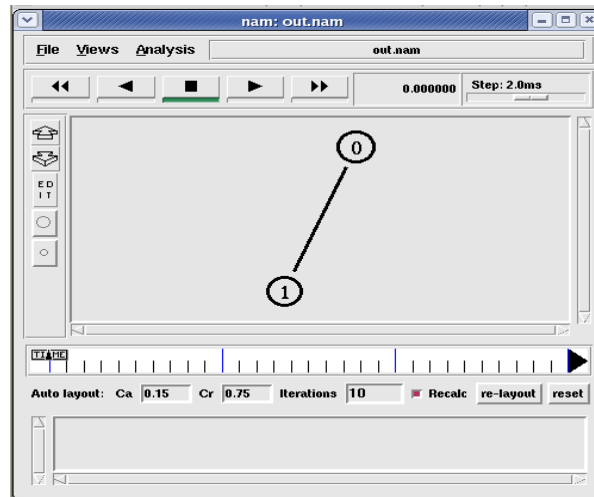 nam: out.nam
File Views Analysis out.nam
0.000000 Step: 2.0ms
ED
IT
0
1
TIME
Auto layout: Ca 0.15 Cr 0.75 Iterations 10 Recalc re-layout reset